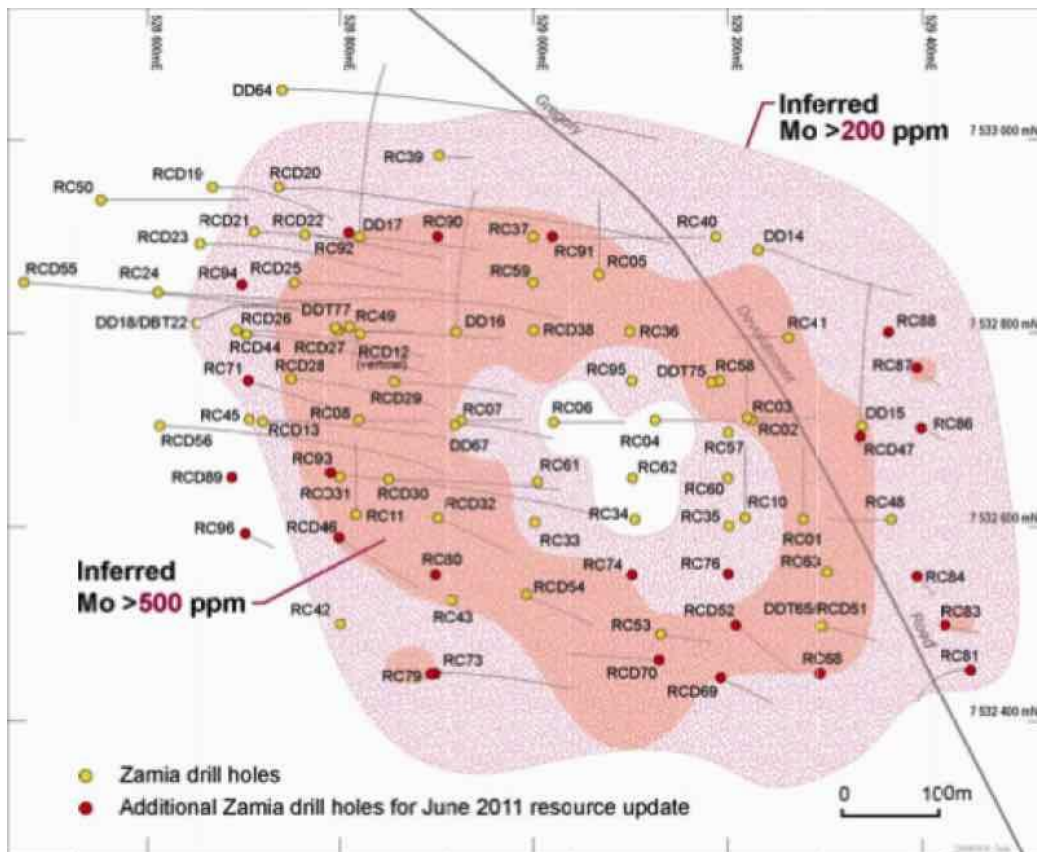 528 600mE
528 800mE
529 000mE
529 200mE
529 400mE
DD64
Gregory
Inferred
Mo >200 ppm
7 533 000 mN
RC39
RCD19
RCD20
RC50
RCD21
RCD22
DD17
RC90
RC37
RC40
RCD23
RC92
RC91
DD14
RC24
RC94
RCD25
RC59
RC05
RCD55
DDT77
RC49
Development
DD18/DBT22
RCD26
DD16
RCD38
RC36
RC41
RC88
7 532 800 mN
RCD44
RCD27
RCD12
(vertical)
RC71
RCD28
RC95
DDT75
RC58
RC87
RCD29
RC45
RC08
RC07
RC06
RC03
DD15
RC86
RCD56
RCD13
DD67
RC04
RC57
RC02
RCD47
RC93
RC61
RC62
RCD89
RCD31
RCD30
RCD32
RC60
RC10
RC48
RC96
RCD46
RC11
RC33
RC34
RC35
RC01
7 532 600 mN
Inferred
Mo >500 ppm
RC80
RC74
RC76
RC63
RC84
RCD54
RC42
RC43
RC53
RCD52
DDT65/RCD51
RC83
Road
RC79
RC73
RCD70
RCD69
RC68
RC81
7 532 400 mN
Zamia drill holes
Additional Zamia drill holes for June 2011 resource update
0 100m